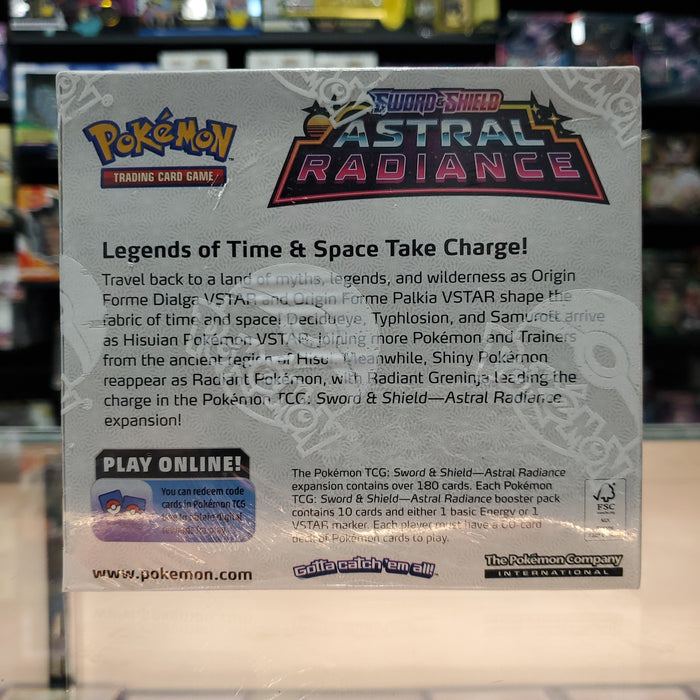 Pokémon
TRADING CARD GAME
SWORD & SHIELD
ASTRAL
RADIANCE
Legends of Time & Space Take Charge!
Travel back to a land of myths, legends, and wilderness as Origin
Forme Dialga VSTAR and Origin Forme Palkia VSTAR shape the
fabric of time and space! Decidueye, Typhlosion, and Samurott arrive
as Hisuian Pokémon VSTAR, joining more Pokémon and Trainers
from the ancient region of Hisui. Meanwhile, Shiny Pokémon
reappear as Radiant Pokémon, with Radiant Greninja leading the
charge in the Pokémon TCG: Sword & Shield—Astral Radiance
expansion!
PLAY ONLINE!
You can redeem code
cards in Pokémon TCG
Live to obtain digital
The Pokémon TCG: Sword & Shield—Astral Radiance
expansion contains over 180 cards. Each Pokémon
TCG: Sword & Shield—Astral Radiance booster pack
contains 10 cards and either 1 basic Energy or 1
VSTAR marker. Each player must have a 60-card
deck of Pokémon cards to play.
FSC
www.pokemon.com
Gotta catch 'em all!
The Pokémon Company
INTERNATIONAL